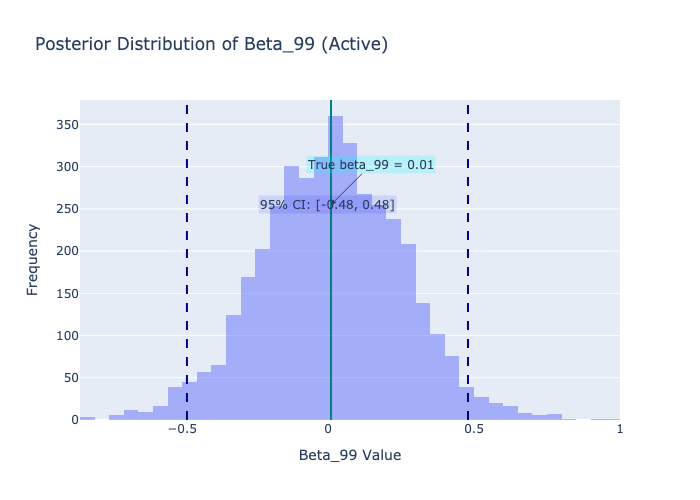 Posterior Distribution of Beta_99 (Active)
350
300
250
200
150
100
50
0
Frequency
True beta_99 = 0.01
95% CI: [-0.48, 0.48]
−0.5
0
0.5
1
Beta_99 Value